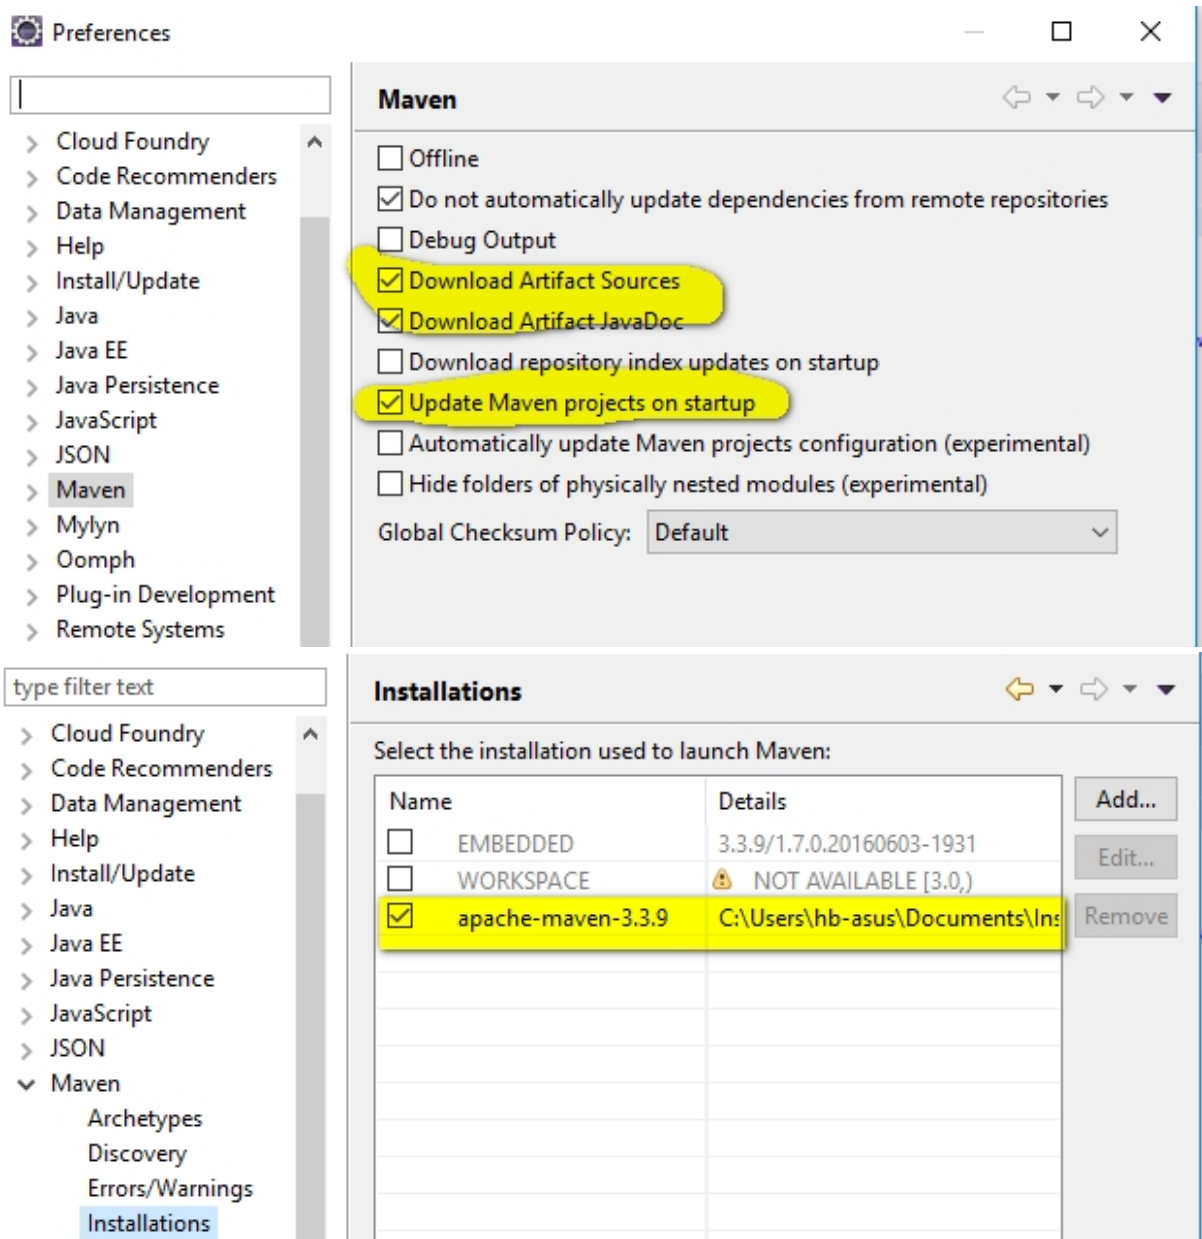 Preferences
Cloud Foundry
Code Recommenders
Data Management
Help
Install/Update
Java
Java EE
Java Persistence
JavaScript
JSON
Maven
Mylyn
Oomph
Plug-in Development
Remote Systems
Maven
Offline
Do not automatically update dependencies from remote repositories
Debug Output
Download Artifact Sources
Download Artifact JavaDoc
Download repository index updates on startup
Update Maven projects on startup
Automatically update Maven projects configuration (experimental)
Hide folders of physically nested modules (experimental)
Global Checksum Policy: Default
type filter text
Cloud Foundry
Code Recommenders
Data Management
Help
Install/Update
Java
Java EE
Java Persistence
JavaScript
JSON
Maven
Archetypes
Discovery
Errors/Warnings
Installations
Installations
Select the installation used to launch Maven:
Name Details
EMBEDDED 3.3.9/1.7.0.20160603-1931
WORKSPACE NOT AVAILABLE [3.0,)
apache-maven-3.3.9 C:\Users\hb-asus\Documents\Ins
Add...
Edit...
Remove